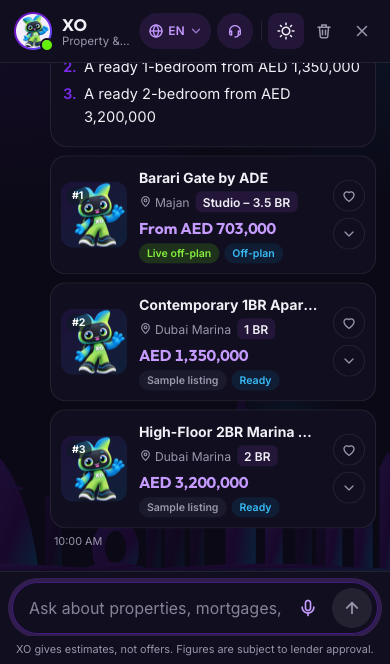 XO
Property &...
EN
2. A ready 1-bedroom from AED 1,350,000
3. A ready 2-bedroom from AED
3,200,000
#1
Barari Gate by ADE
Majan Studio – 3.5 BR
From AED 703,000
Live off-plan Off-plan
#2
Contemporary 1BR Apar...
Dubai Marina 1 BR
AED 1,350,000
Sample listing Ready
#3
High-Floor 2BR Marina ...
Dubai Marina 2 BR
AED 3,200,000
Sample listing Ready
10:00 AM
Ask about properties, mortgages,
XO gives estimates, not offers. Figures are subject to lender approval.